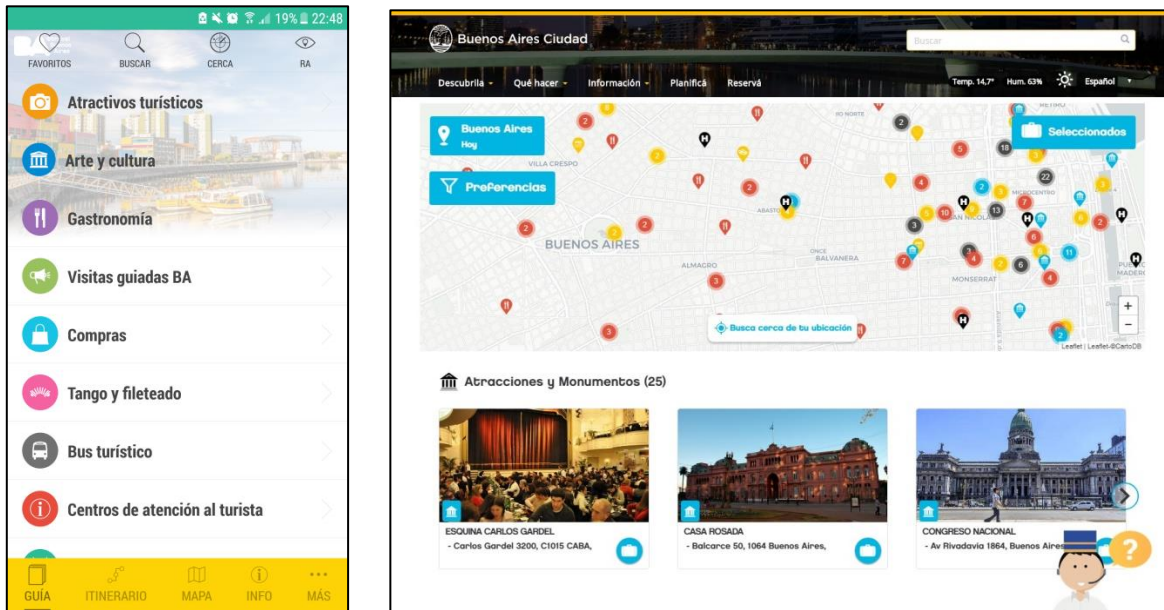 19% 22:48
FAVORITOS BUSCAR CERCA RA
Atractivos turísticos
Arte y cultura
Gastronomía
Visitas guiadas BA
Compras
Tango y fileteado
Bus turístico
Centros de atención al turista
GUÍA ITINERARIO MAPA INFO MÁS
Buenos Aires Ciudad
Buscar
Descubrila Qué hacer Información Planificá Reservá
Temp. 14,7° Hum. 63% Español
Buenos Aires
Hoy
Preferencias
Seleccionados
RETIRO
VILLA CRESPO
MICROCENTRO
ABASTO
BUENOS AIRES
ONCE
BALVANERA
ALMAGRO
MONSERRAT
MADERO
Busca cerca de tu ubicación
+
−
Leaflet | Leaflet-©CartoDB
Atracciones y Monumentos (25)
ESQUINA CARLOS GARDEL
- Carlos Gardel 3200, C1015 CABA,
CASA ROSADA
- Balcarce 50, 1064 Buenos Aires,
CONGRESO NACIONAL
- Av Rivadavia 1864, Buenos Aires
?